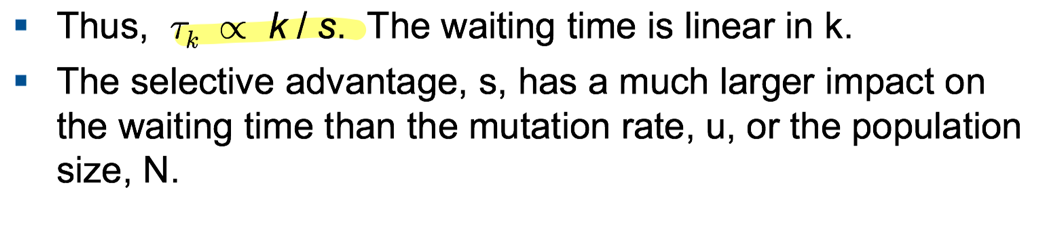 ▪ Thus, τₖ ∝ k / s. The waiting time is linear in k.
▪ The selective advantage, s, has a much larger impact on
the waiting time than the mutation rate, u, or the population
size, N.